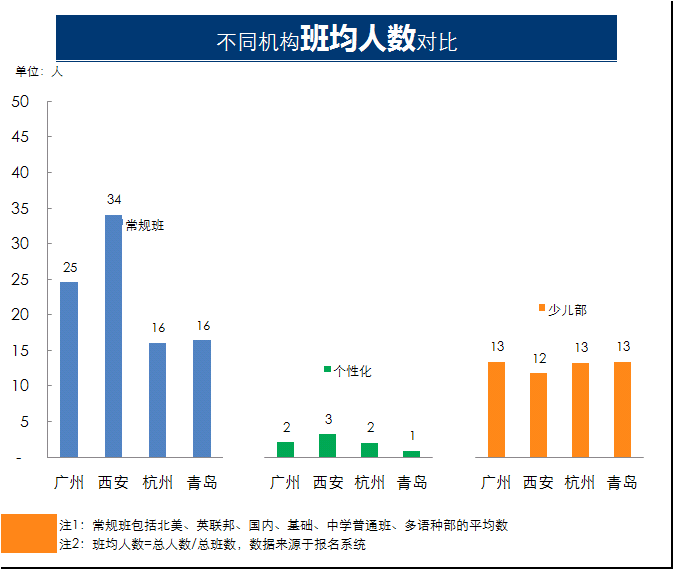 不同机构班均人数对比
单位：人
50
45
40
35
30
25
20
15
10
5
-
25
34
16
16
常规班
广州 西安 杭州 青岛
个性化
2
3
2
1
广州 西安 杭州 青岛
少儿部
13
12
13
13
广州 西安 杭州 青岛
注1：常规班包括北美、英联邦、国内、基础、中学普通班、多语种部的平均数
注2：班均人数=总人数/总班数，数据来源于报名系统